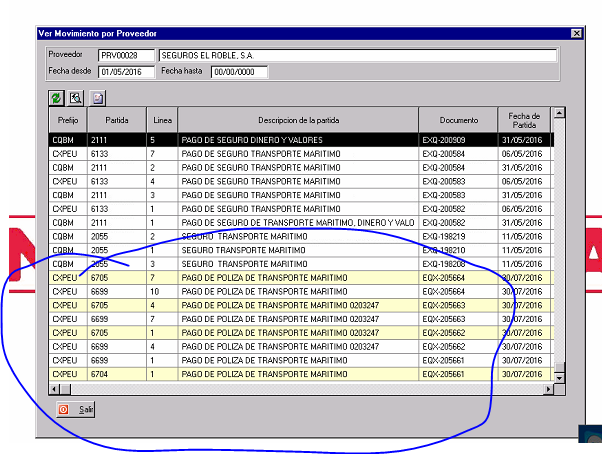 Ver Movimiento por Proveedor
Proveedor PRV00028 SEGUROS EL ROBLE, S.A.
Fecha desde 01/05/2016 Fecha hasta 00/00/0000
Prefijo Partida Linea Descripcion de la partida Documento Fecha de Partida
CQBM 2111 5 PAGO DE SEGURO DINERO Y VALORES EXQ-200909 31/05/2016
CXPEU 6133 7 PAGO DE SEGURO TRANSPORTE MARITIMO EXQ-200584 06/05/2016
CQBM 2111 2 PAGO DE SEGURO TRANSPORTE MARITIMO EXQ-200584 31/05/2016
CXPEU 6133 4 PAGO DE SEGURO TRANSPORTE MARITIMO EXQ-200583 06/05/2016
CQBM 2111 3 PAGO DE SEGURO TRANSPORTE MARITIMO EXQ-200583 31/05/2016
CXPEU 6133 1 PAGO DE SEGURO TRANSPORTE MARITIMO EXQ-200582 06/05/2016
CQBM 2111 1 PAGO DE SEGURO DE TRANSPORTE MARITIMO, DINERO Y VALO EXQ-200582 31/05/2016
CQBM 2055 2 SEGURO TRANSPORTE MARITIMO EXQ-198219 11/05/2016
CQBM 2055 1 SEGURO TRANSPORTE MARITIMO EXQ-198210 11/05/2016
CQBM 2055 3 SEGURO TRANSPORTE MARITIMO EXQ-198208 11/05/2016
CXPEU 6705 7 PAGO DE POLIZA DE TRANSPORTE MARITIMO EQX-205664 30/07/2016
CXPEU 6699 10 PAGO DE POLIZA DE TRANSPORTE MARITIMO EQX-205664 30/07/2016
CXPEU 6705 4 PAGO DE POLIZA DE TRANSPORTE MARITIMO 0203247 EQX-205663 30/07/2016
CXPEU 6699 7 PAGO DE POLIZA DE TRANSPORTE MARITIMO 0203247 EQX-205663 30/07/2016
CXPEU 6705 1 PAGO DE POLIZA DE TRANSPORTE MARITIMO 0203247 EQX-205662 30/07/2016
CXPEU 6699 4 PAGO DE POLIZA DE TRANSPORTE MARITIMO 0203247 EQX-205662 30/07/2016
CXPEU 6699 1 PAGO DE POLIZA DE TRANSPORTE MARITIMO EQX-205661 30/07/2016
CXPEU 6704 1 PAGO DE POLIZA DE TRANSPORTE MARITIMO EQX-205661 30/07/2016
Salir